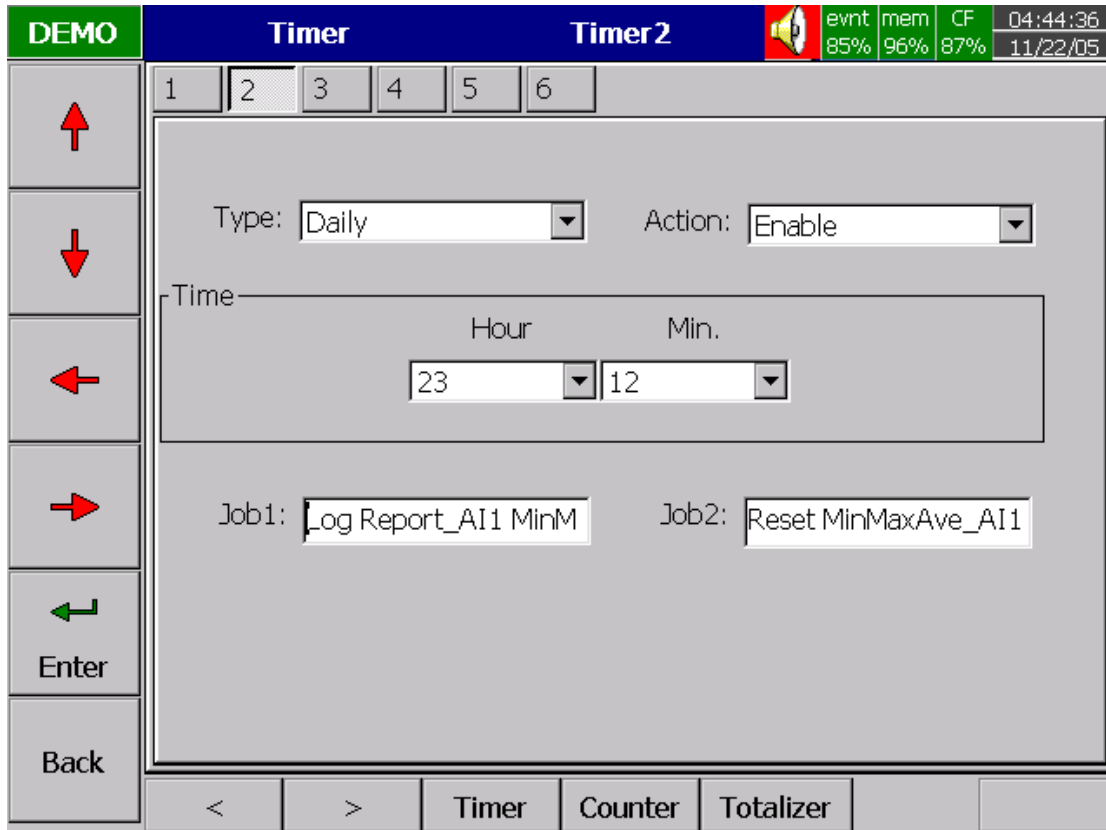 DEMO Timer Timer2 evnt mem CF 04:44:36
85% 96% 87% 11/22/05
1 2 3 4 5 6
Type: Daily Action: Enable
Time
Hour Min.
23 12
Job1: Log Report_AI1 MinM Job2: Reset MinMaxAve_AI1
Enter
Back
< > Timer Counter Totalizer